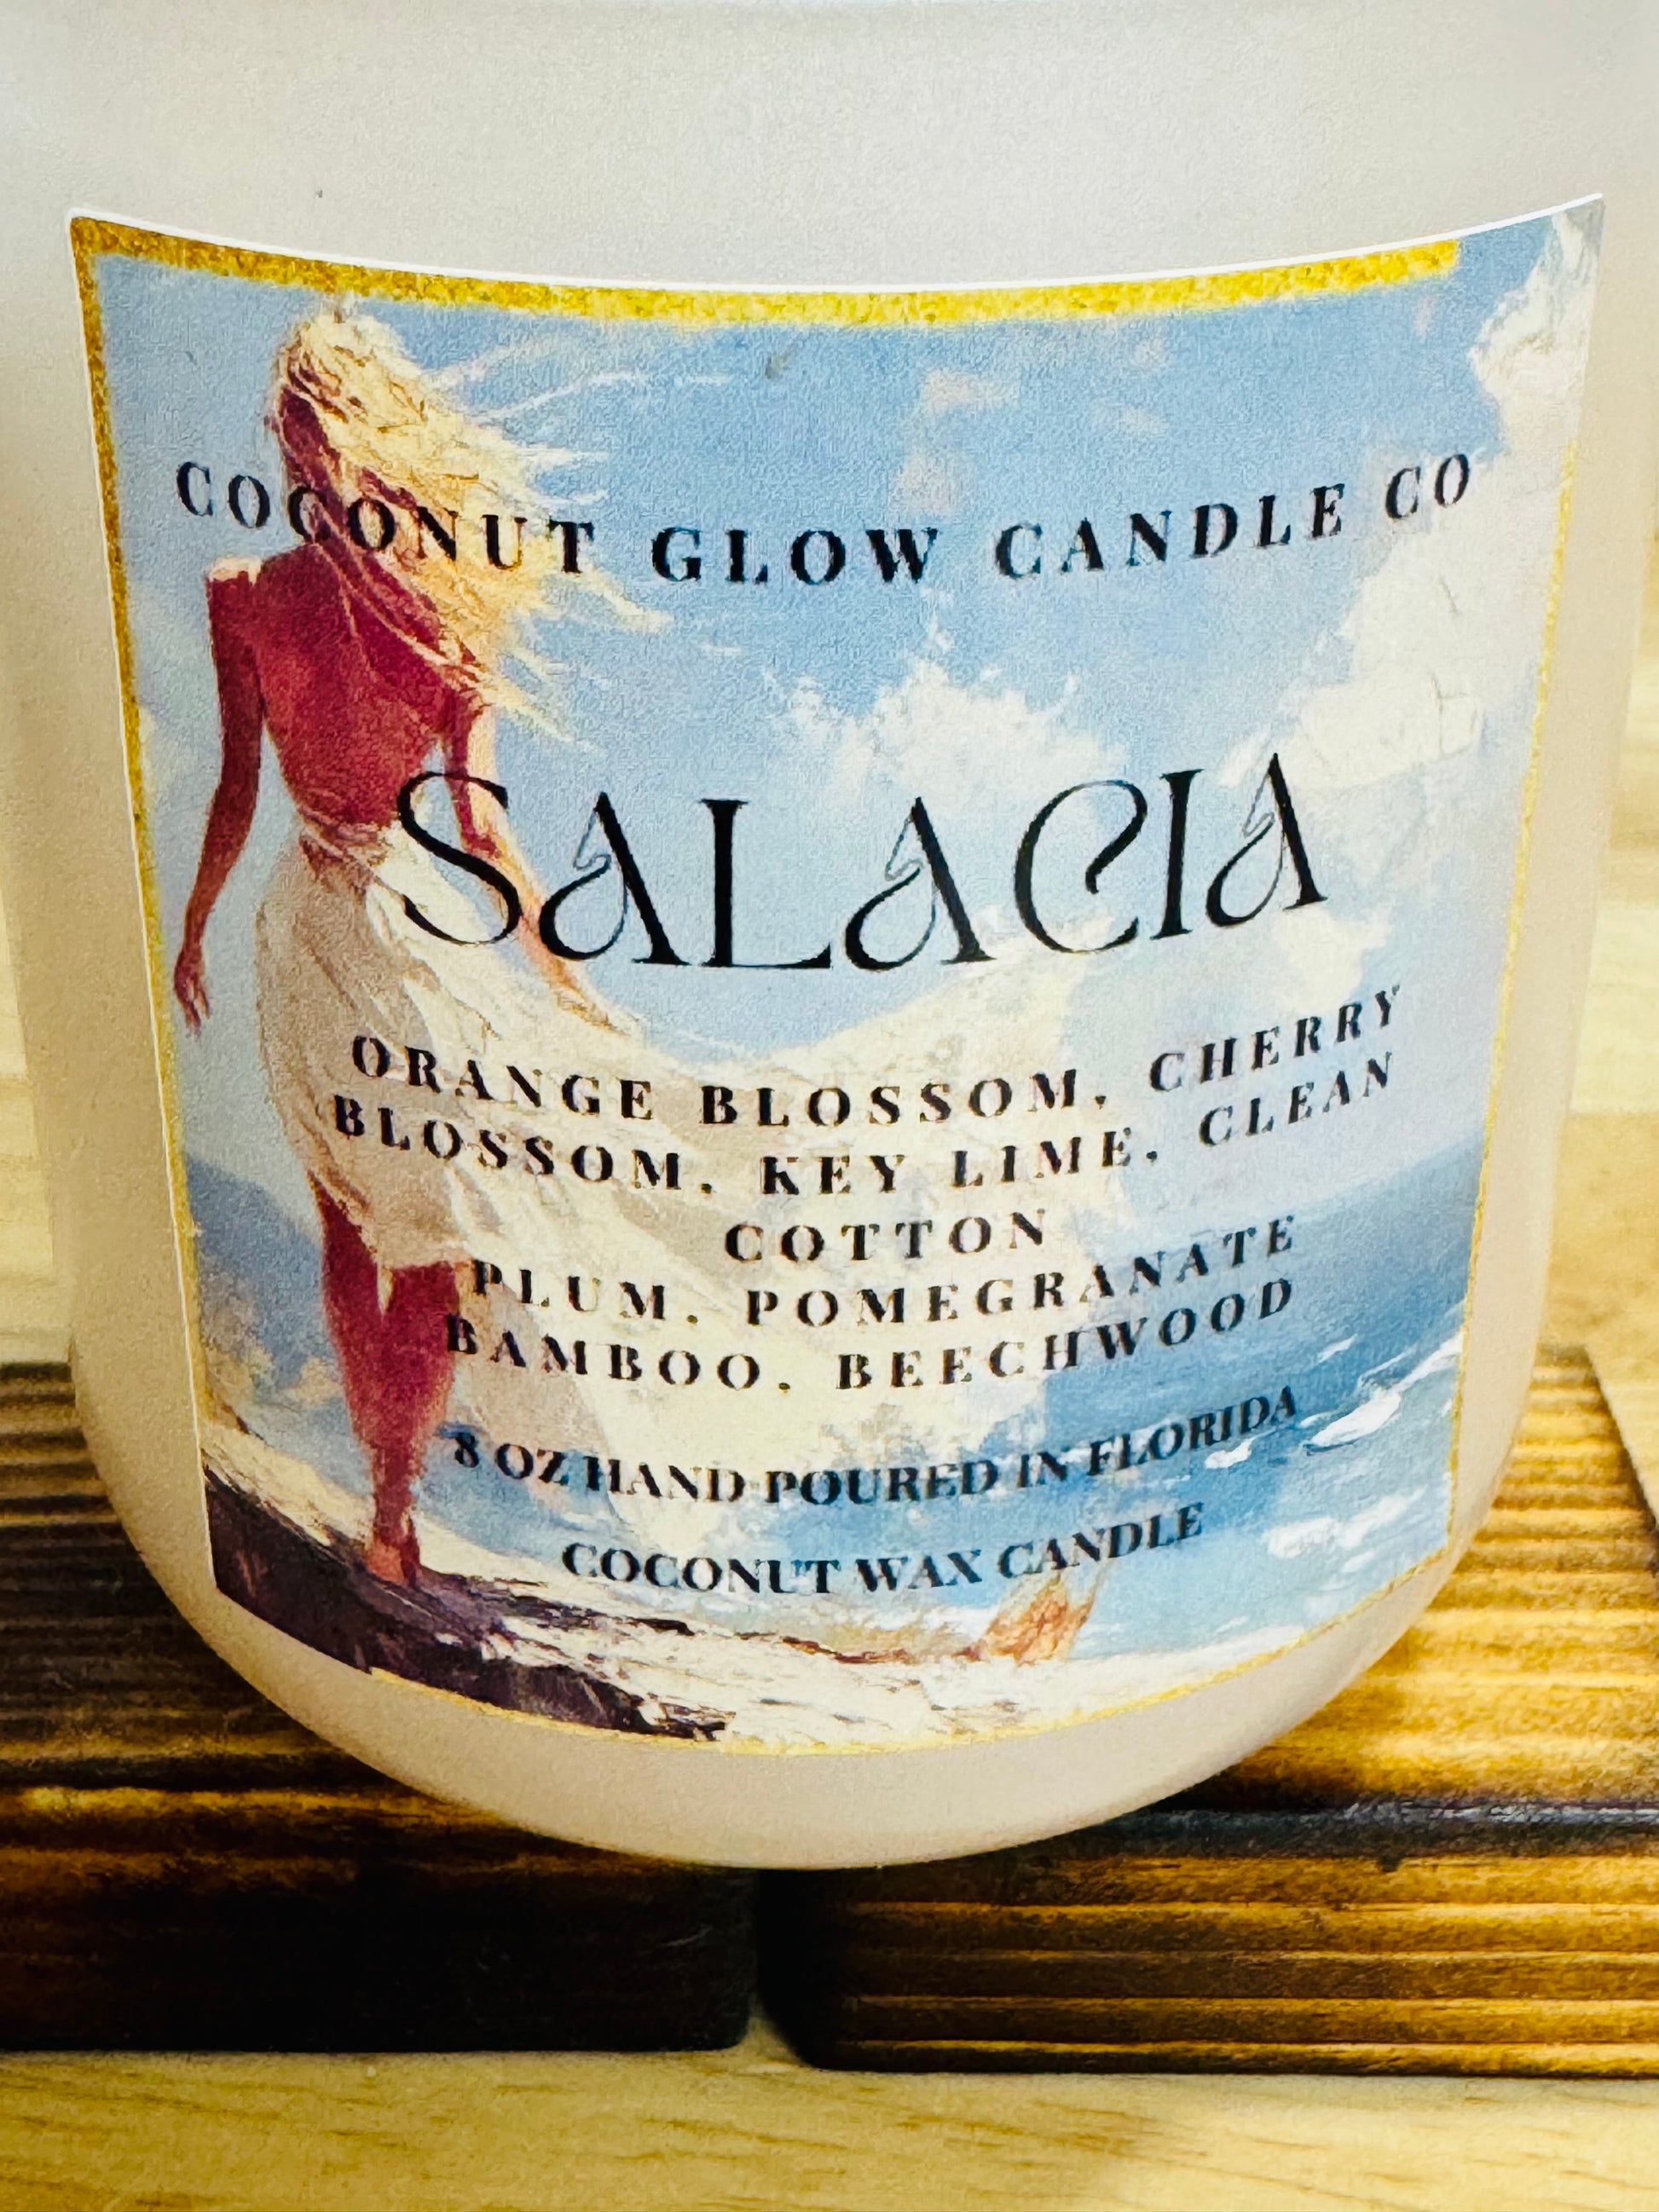 COCONUT GLOW CANDLE CO
SALACIA
ORANGE BLOSSOM, CHERRY
BLOSSOM, KEY LIME, CLEAN
COTTON
PLUM, POMEGRANATE
BAMBOO, BEECHWOOD
8 OZ HAND POURED IN FLORIDA
COCONUT WAX CANDLE